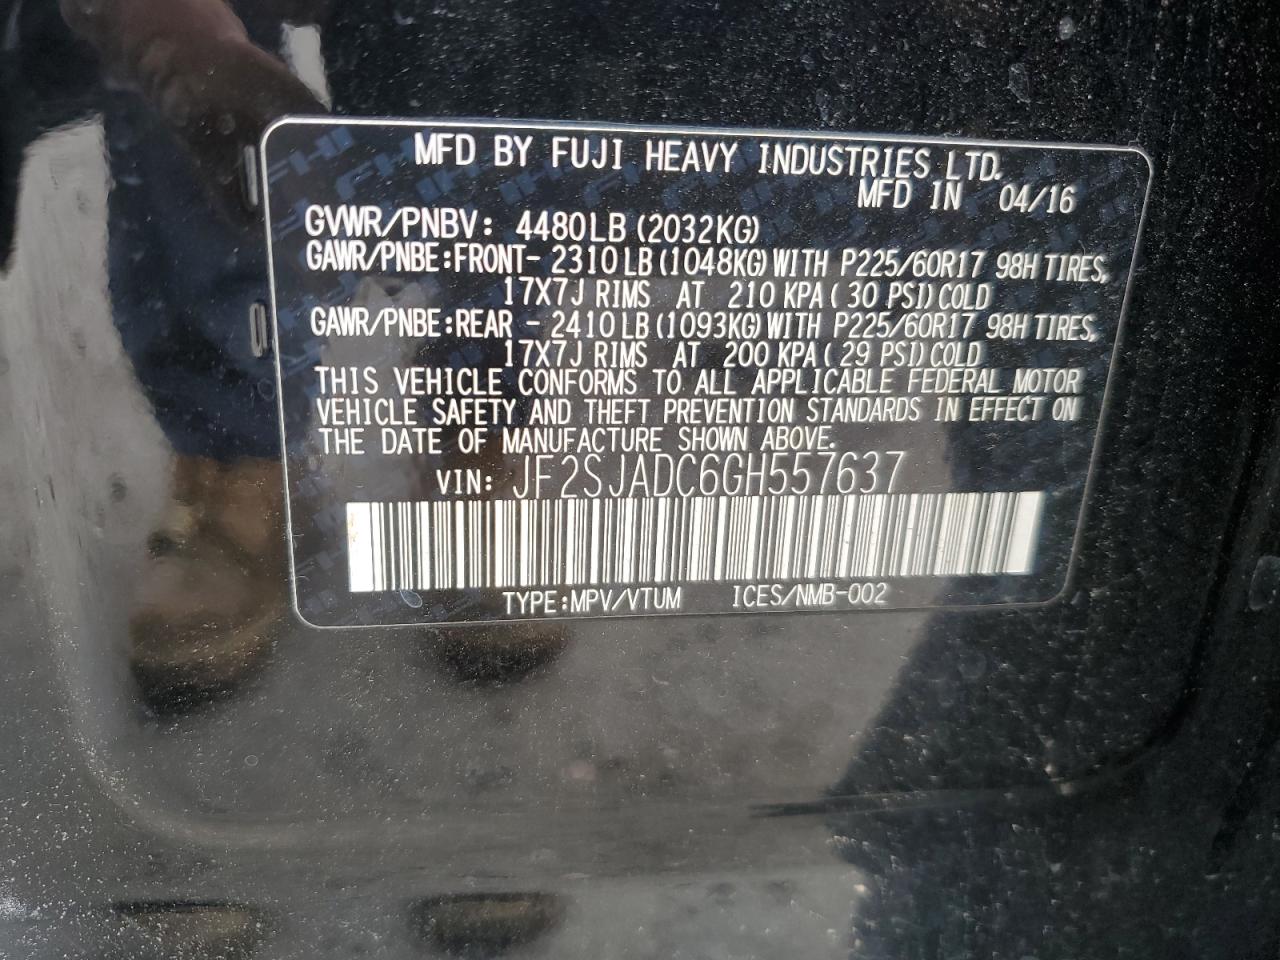 MFD BY FUJI HEAVY INDUSTRIES LTD.
MFD IN 04/16
GVWR/PNBV: 4480LB (2032KG)
GAWR/PNBE:FRONT- 2310LB (1048KG) WITH P225/60R17 98H TIRES,
17X7J RIMS AT 210 KPA ( 30 PSI) COLD
GAWR/PNBE:REAR - 2410LB (1093KG) WITH P225/60R17 98H TIRES,
17X7J RIMS AT 200 KPA ( 29 PSI) COLD
THIS VEHICLE CONFORMS TO ALL APPLICABLE FEDERAL MOTOR
VEHICLE SAFETY AND THEFT PREVENTION STANDARDS IN EFFECT ON
THE DATE OF MANUFACTURE SHOWN ABOVE.
VIN: JF2SJADC6GH557637
TYPE:MPV/VTUM ICES/NMB-002